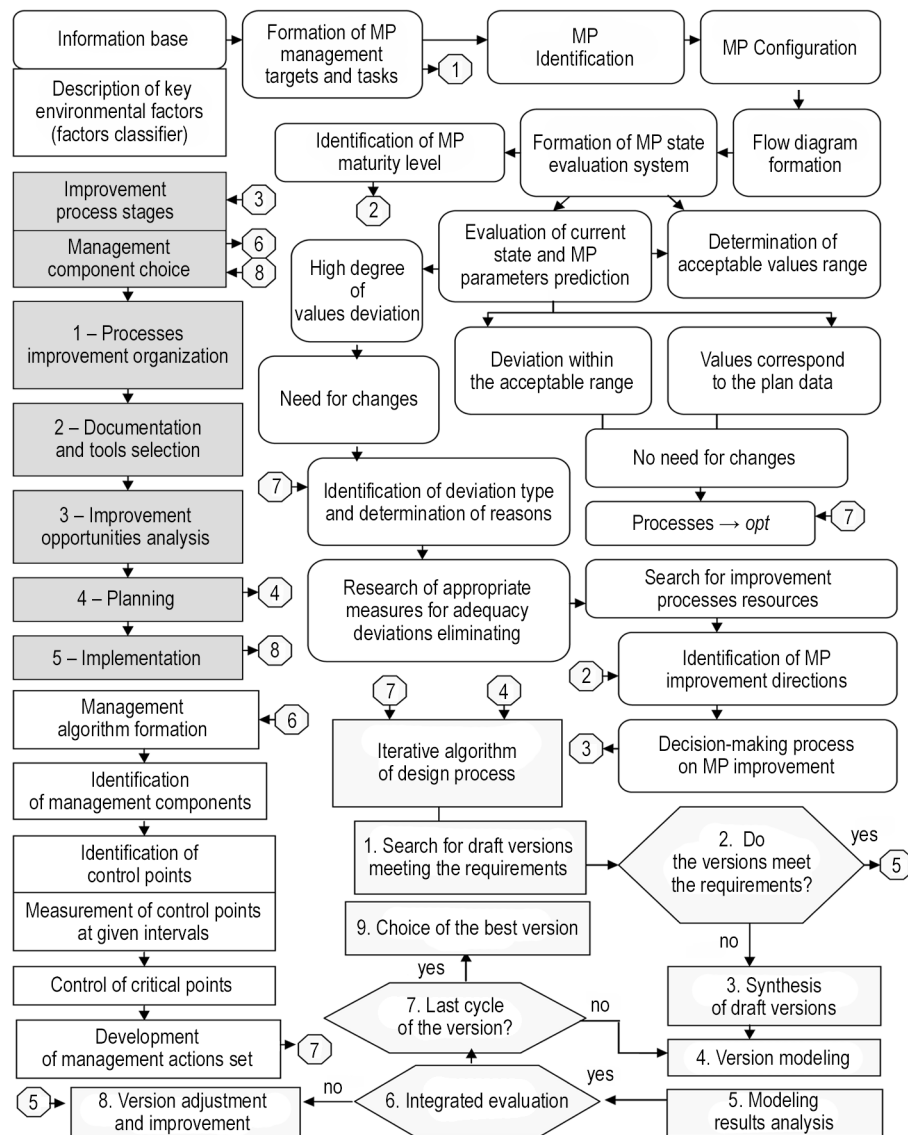 Information base
Formation of MP
management
targets and tasks
1
MP
Identification
MP Configuration
Description of key
environmental factors
(factors classifier)
Identification of MP
maturity level
2
Formation of MP state
evaluation system
Flow diagram
formation
Improvement
process stages
3
Management
component choice
6
8
High degree
of
values deviation
Evaluation of current
state and MP
parameters prediction
Determination of
acceptable values range
1 – Processes
improvement organization
Deviation within
the acceptable range
Values correspond
to the plan data
Need for changes
2 – Documentation
and tools selection
No need for changes
7
Identification of deviation type
and determination of reasons
Processes → opt
7
3 – Improvement
opportunities analysis
4 – Planning
4
Research of appropriate
measures for adequacy
deviations eliminating
Search for improvement
processes resources
5 – Implementation
8
2
Identification of MP
improvement directions
Management
algorithm formation
6
7
4
Iterative algorithm
of design process
3
Decision-making process
on MP improvement
Identification
of management components
Identification of
control points
1. Search for draft versions
meeting the requirements
2. Do
the versions meet
the requirements?
yes
5
Measurement of control points
at given intervals
9. Choice of the best version
no
yes
Control of critical points
7. Last cycle
of the version?
no
3. Synthesis
of draft versions
Development
of management actions set
7
4. Version modeling
yes
5
8. Version adjustment
and improvement
no
6. Integrated evaluation
5. Modeling
results analysis